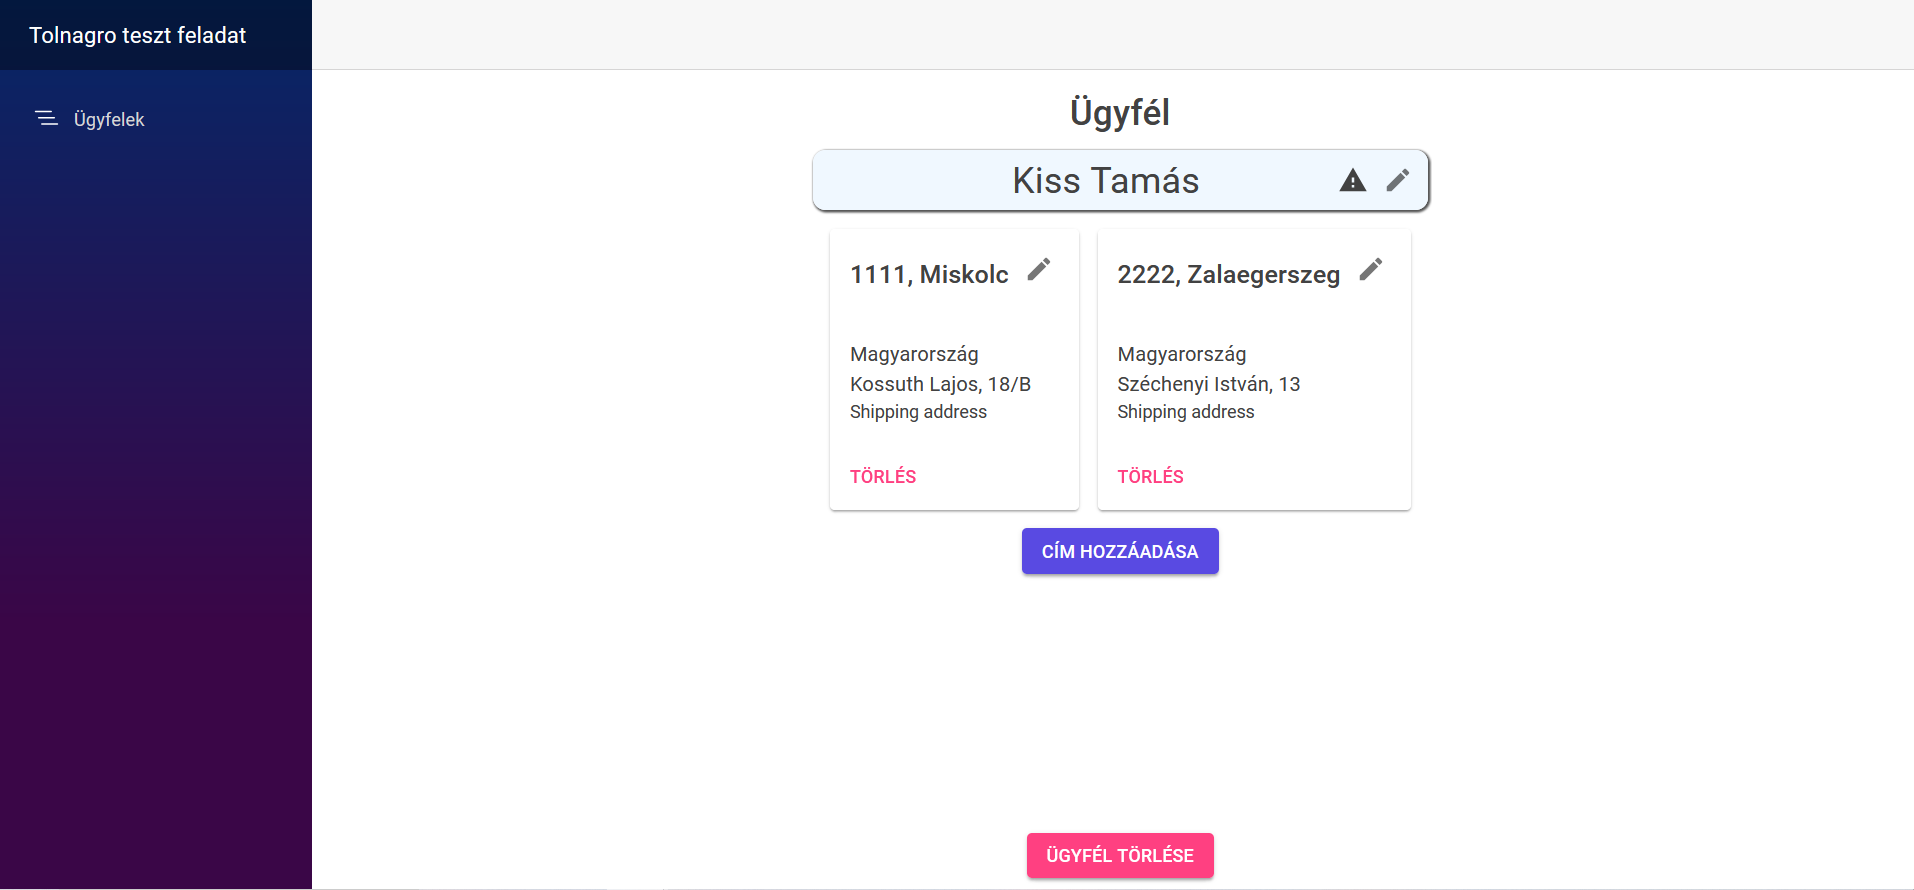 Tolnagro teszt feladat
Ügyfelek
Ügyfél
Kiss Tamás
1111, Miskolc
Magyarország
Kossuth Lajos, 18/B
Shipping address
TÖRLÉS
2222, Zalaegerszeg
Magyarország
Széchenyi István, 13
Shipping address
TÖRLÉS
CÍM HOZZÁADÁSA
ÜGYFÉL TÖRLÉSE